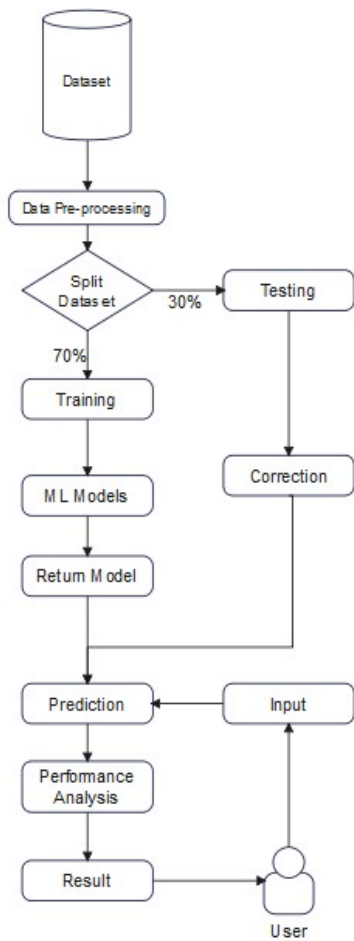 Dataset
Data Pre-processing
Split
Dataset
30%
Testing
70%
Training
ML Models
Correction
Return Model
Prediction
Input
Performance
Analysis
Result
User